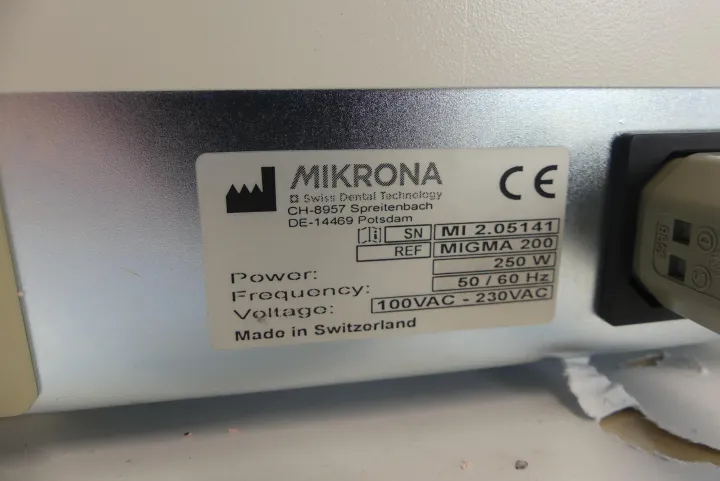 MIKRONA
Swiss Dental Technology
CH-8957 Spreitenbach
DE-14469 Potsdam
CE
SN MI 2.05141
REF MIGMA 200
Power: 250 W
Frequency: 50 / 60 Hz
Voltage: 100VAC - 230VAC
Made in Switzerland